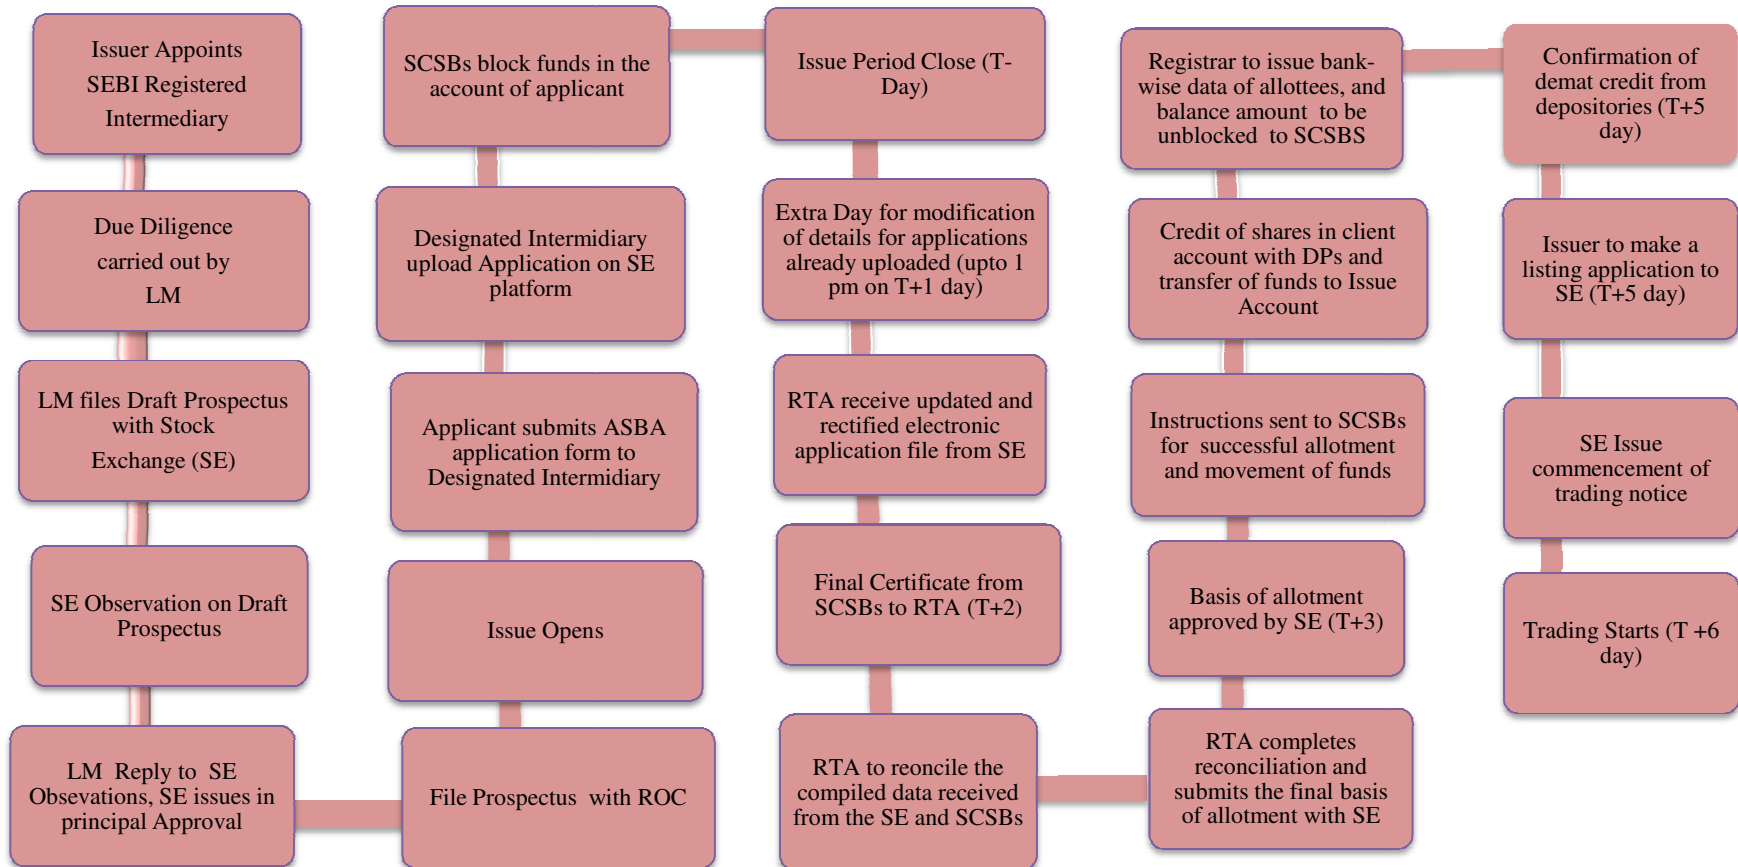 Issuer Appoints
SEBI Registered
Intermediary
Due Diligence
carried out by
LM
LM files Draft Prospectus
with Stock
Exchange (SE)
SE Observation on Draft
Prospectus
LM Reply to SE
Obsevations, SE issues in
principal Approval
File Prospectus with ROC
Issue Opens
Applicant submits ASBA
application form to
Designated Intermidiary
Designated Intermidiary
upload Application on SE
platform
SCSBs block funds in the
account of applicant
Issue Period Close (T-
Day)
Extra Day for modification
of details for applications
already uploaded (upto 1
pm on T+1 day)
RTA receive updated and
rectified electronic
application file from SE
Final Certificate from
SCSBs to RTA (T+2)
RTA to reconcile the
compiled data received
from the SE and SCSBs
RTA completes
reconciliation and
submits the final basis
of allotment with SE
Basis of allotment
approved by SE (T+3)
Instructions sent to SCSBs
for successful allotment
and movement of funds
Credit of shares in client
account with DPs and
transfer of funds to Issue
Account
Registrar to issue bank-
wise data of allottees, and
balance amount to be
unblocked to SCSBS
Confirmation of
demat credit from
depositories (T+5
day)
Issuer to make a
listing application to
SE (T+5 day)
SE Issue
commencement of
trading notice
Trading Starts (T +6
day)